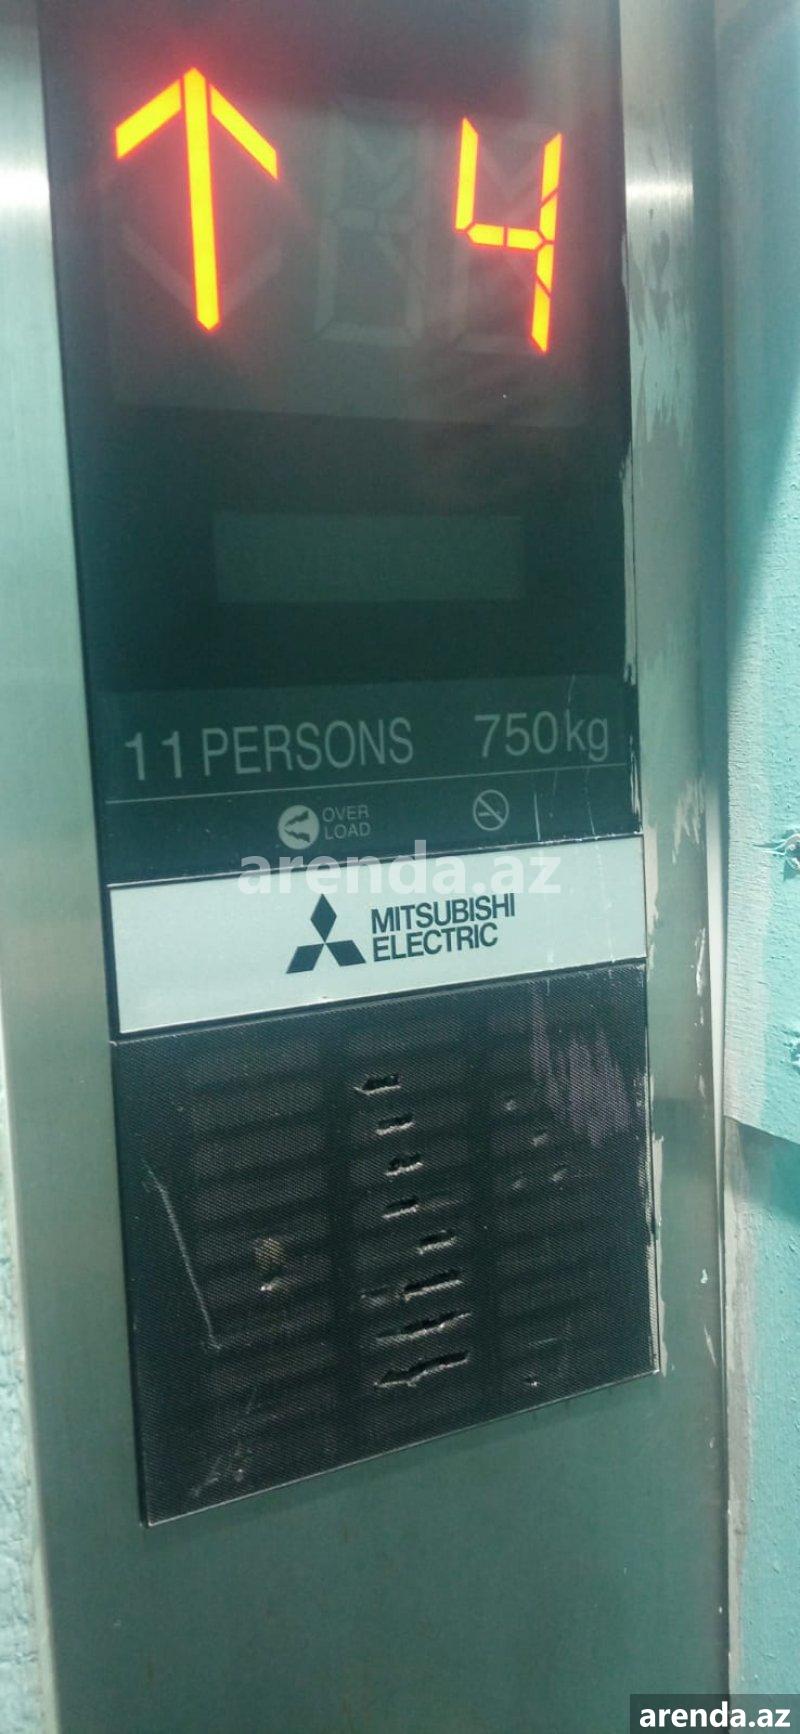 4
11 PERSONS 750kg
OVER
LOAD
arenda.az
MITSUBISHI
ELECTRIC
arenda.az